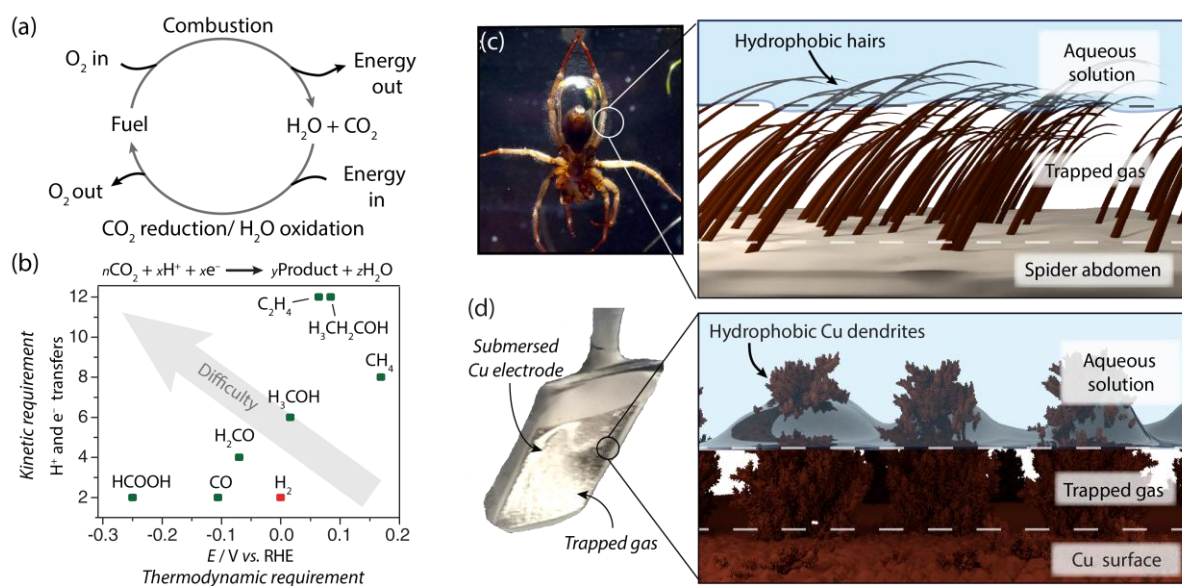 (a)
Combustion
O₂ in
Energy
out
Fuel
H₂O + CO₂
O₂ out
Energy
in
CO₂ reduction/ H₂O oxidation
(b)
nCO₂ + xH⁺ + xe⁻ → yProduct + zH₂O
Kinetic requirement
H⁺ and e⁻ transfers
12
10
8
6
4
2
C₂H₄
H₃CH₂COH
CH₄
Difficulty
H₃COH
H₂CO
HCOOH
CO
H₂
-0.3
-0.2
-0.1
0.0
0.1
0.2
E / V vs. RHE
Thermodynamic requirement
(c)
Hydrophobic hairs
Aqueous
solution
Trapped gas
Spider abdomen
(d)
Submersed
Cu electrode
Trapped gas
Hydrophobic Cu dendrites
Aqueous
solution
Trapped gas
Cu surface